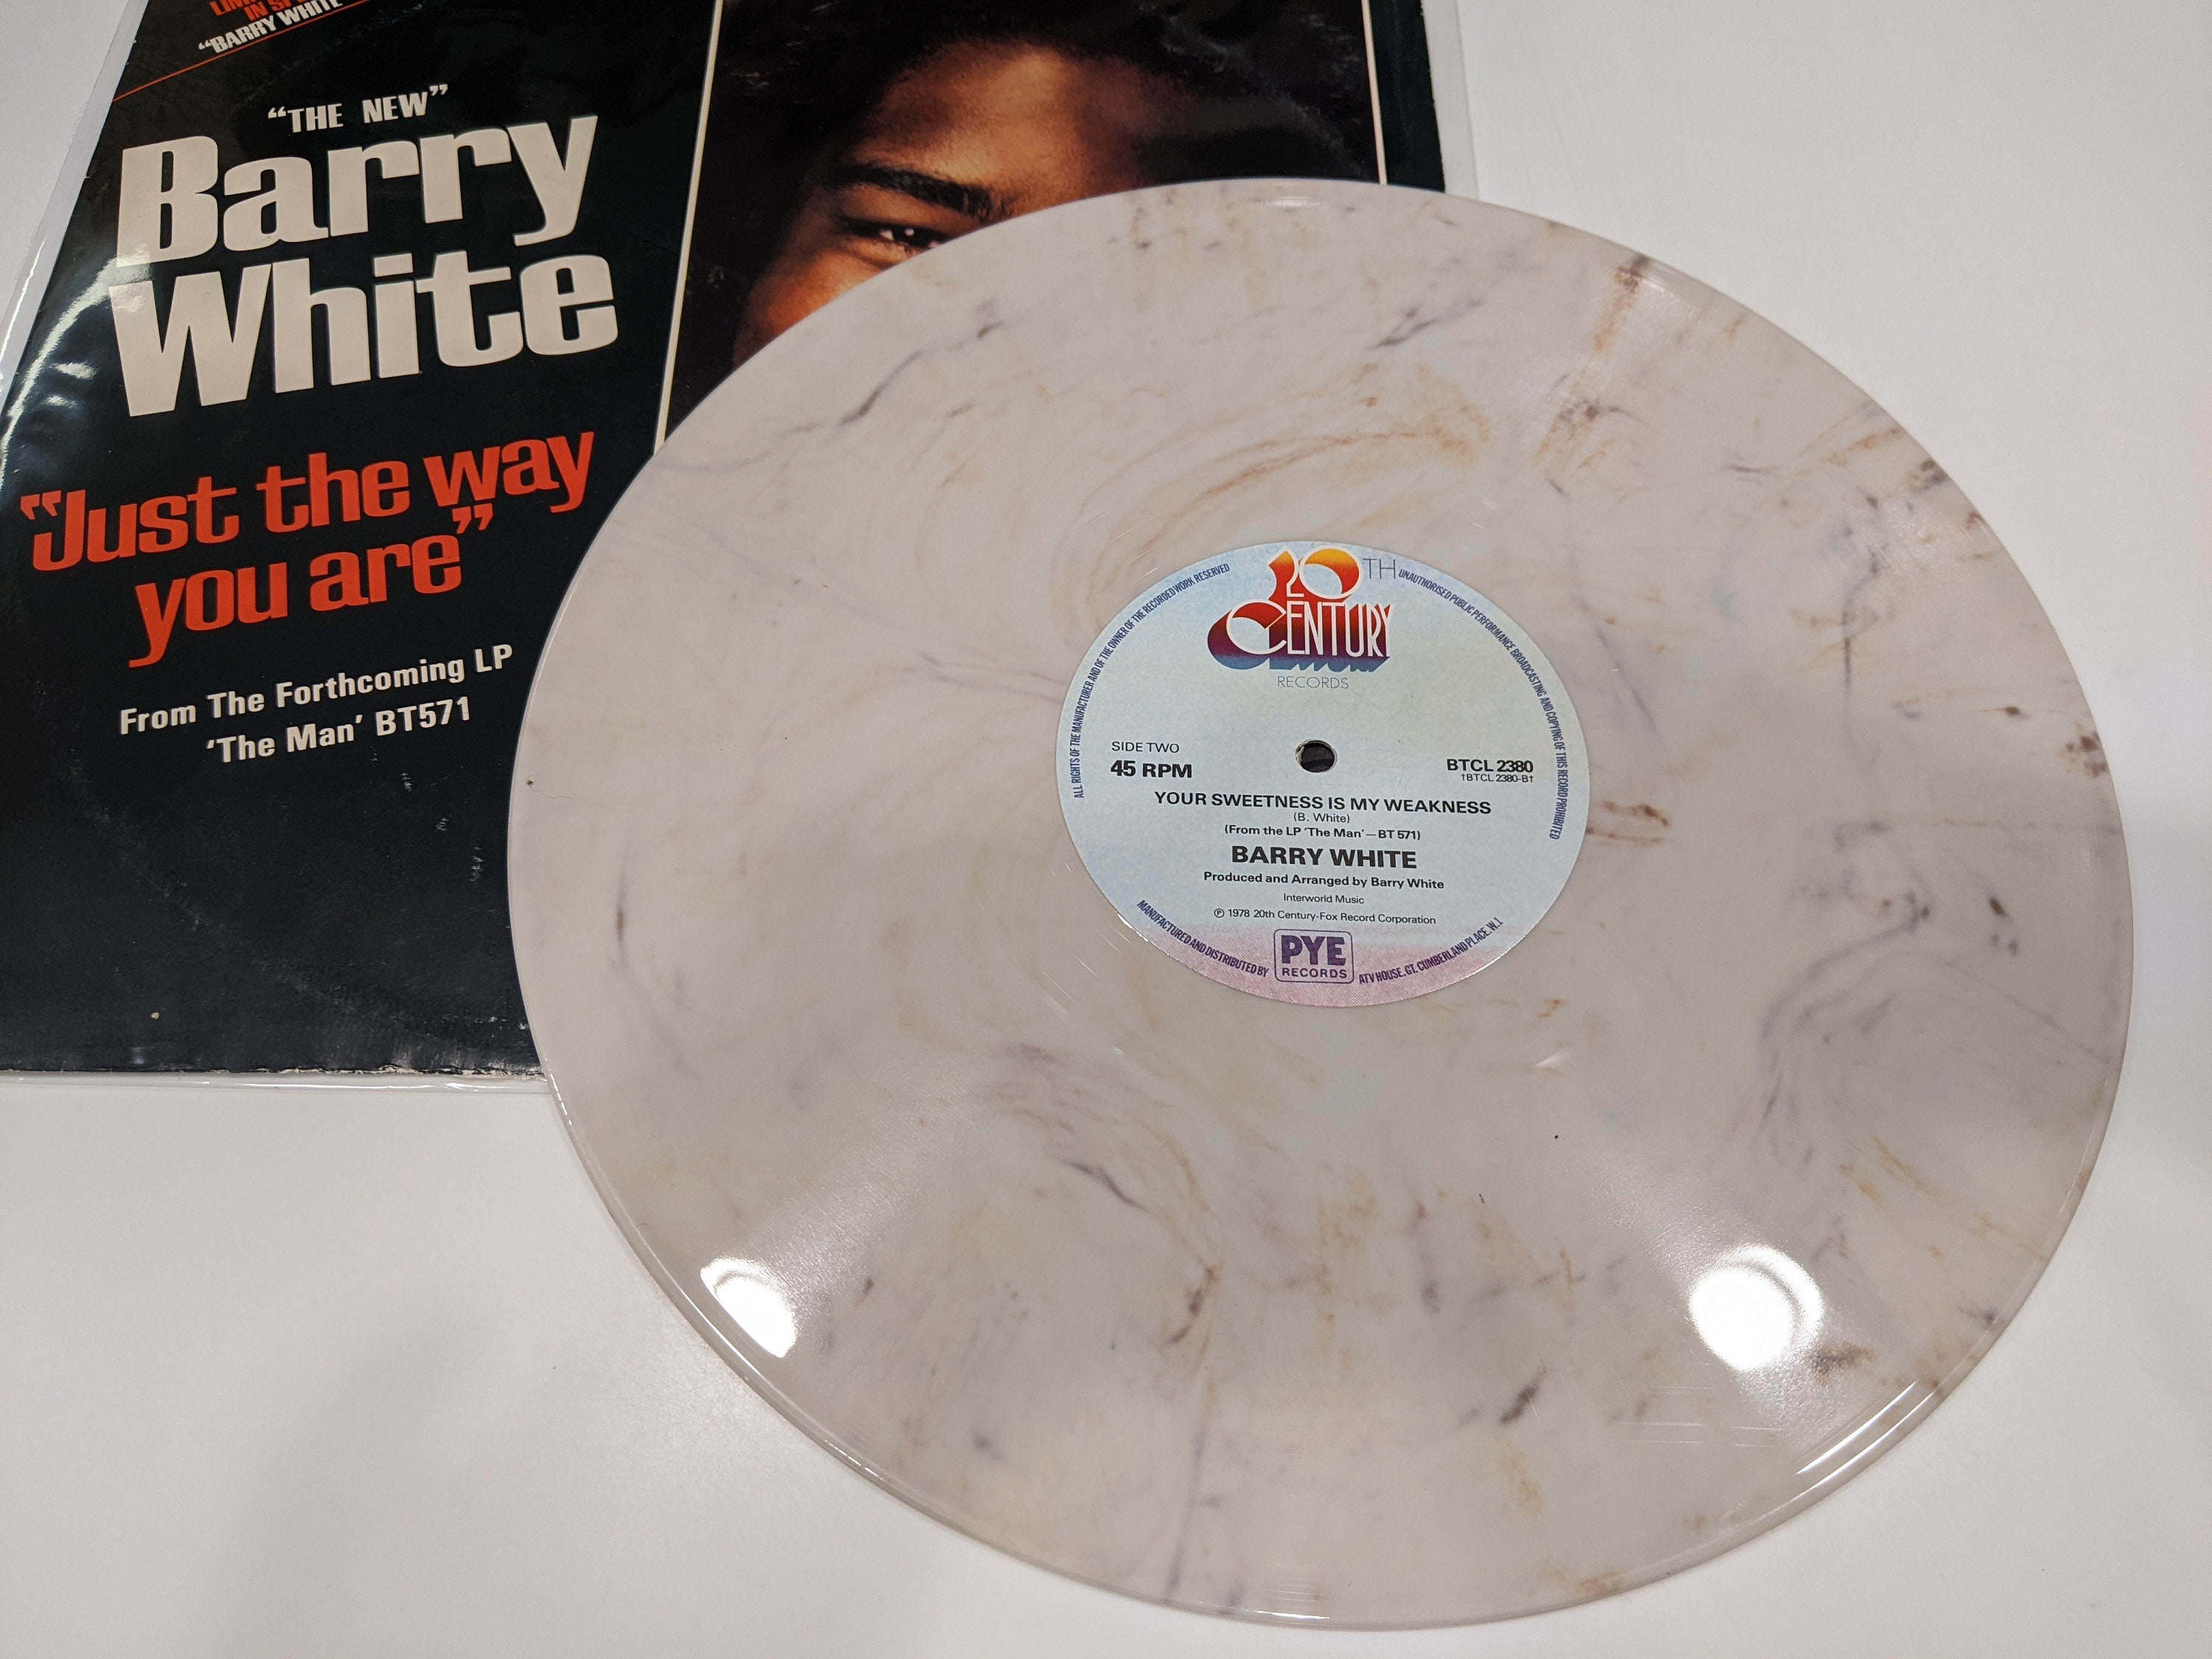 IN SP
"BARRY WHITE
"THE NEW"
Barry
White
"Just the way
you are"
From The Forthcoming LP
'The Man' BT571
20TH
CENTURY
RECORDS
ALL RIGHTS OF THE MANUFACTURER AND OF THE OWNER OF THE RECORDED WORK RESERVED
UNAUTHORISED PUBLIC PERFORMANCE BROADCASTING AND COPYING OF THIS RECORD PROHIBITED
SIDE TWO
45 RPM
BTCL 2380
†BTCL 2380-B†
YOUR SWEETNESS IS MY WEAKNESS
(B. White)
(From the LP 'The Man'—BT 571)
BARRY WHITE
Produced and Arranged by Barry White
Interworld Music
℗ 1978 20th Century-Fox Record Corporation
MANUFACTURED AND DISTRIBUTED BY
PYE
RECORDS
ATV HOUSE. GT. CUMBERLAND PLACE. W.1